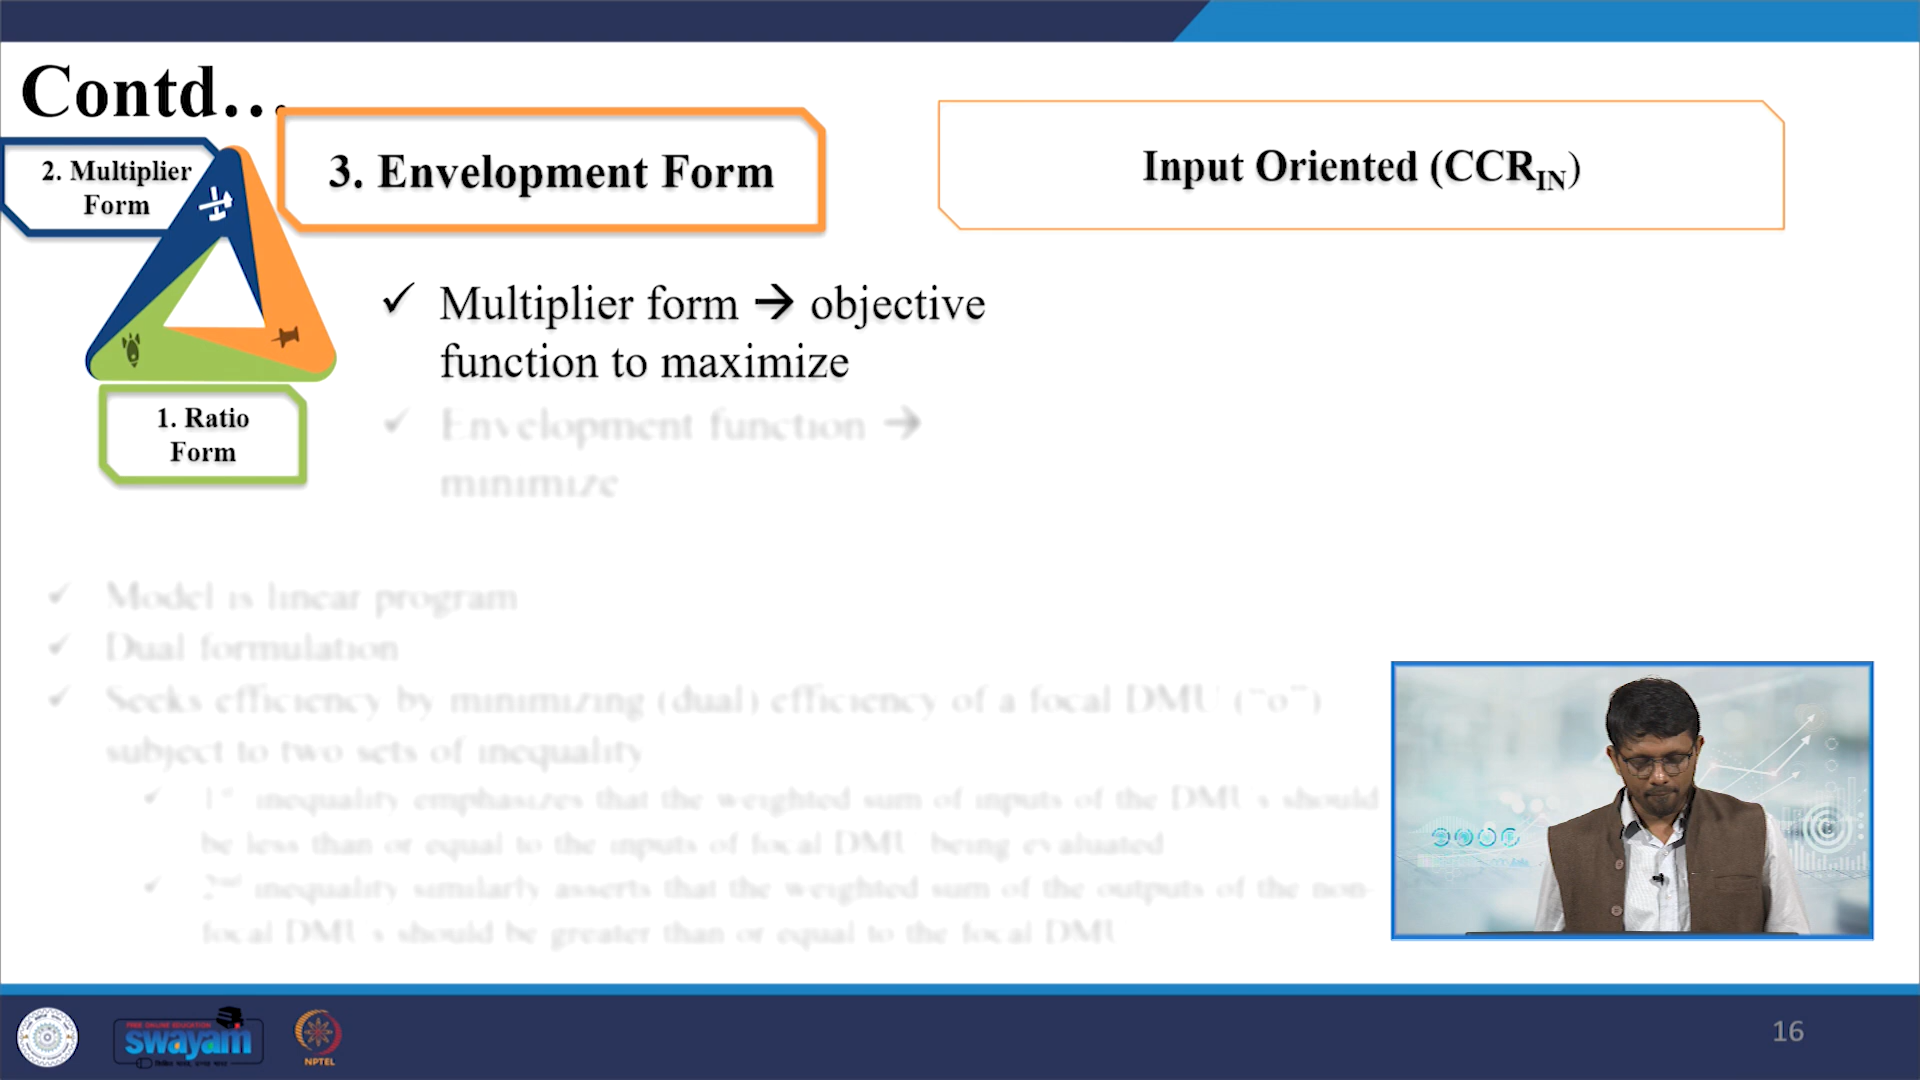 Contd...
2. Multiplier
Form
3. Envelopment Form
Input Oriented (CCRIN)
✓ Multiplier form → objective
function to maximize
✓ Envelopment function →
minimize
1. Ratio
Form
✓ Model is linear program
✓ Dual formulation
✓ Seeks efficiency by minimizing (dual) efficiency of a focal DMU ("o")
subject to two sets of inequality
✓ 1st inequality emphasizes that the weighted sum of inputs of the DMUs should
be less than or equal to the inputs of focal DMU being evaluated
✓ 2nd inequality similarly asserts that the weighted sum of the outputs of the non-
focal DMUs should be greater than or equal to the focal DMU
FREE ONLINE EDUCATION
swayam
NPTEL
16